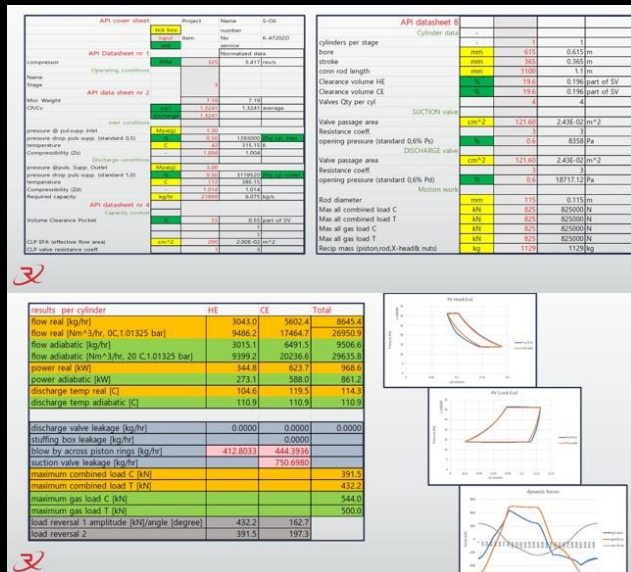 API cover sheet Project Name S-Oil
tick box number
input Item No K-47202D
unit service
API Datasheet nr 1 Normalized data
compressor RPM 325 5.417 revs/s
Operating conditions
Name
Stage
API data sheet nr 2
Mol. Weight 7.19 7.19
Cp/Cv suct 1.3241 1.3241 average
discharge 1.3241
inlet conditions
pressure @ pul.supp inlet Mpa(g) 1.30
pressure drop puls supp. (standard 0,5) % 0.50 1393000
temperature C 42 315.15 K
Compressibility (Zs) 1.004 1.004
Discharge conditions
pressure @puls. Supp. Outlet Mpa(g) 3.00
pressure drop puls supp. (standard 1,0) % 0.50 3119520
temperature C 112 385.15
Compressibility (Zd) 1.014 1.014
Required capacity kg/hr 21869 6.075 kg/s
API datasheet nr 4
Capacity control
Volume Clearance Pocket % 55 0.55 part of SV
1
1
CLP EFA (effective flow area) cm^2 200 2.00E-02 m^2
CLP valve resistance coeff. 3 3
API datasheet 8
Cylinder data -
cylinders per stage - 1 1
bore mm 615 0.615 m
stroke mm 365 0.365 m
conn rod length mm 1100 1.1 m
Clearance volume HE % 19.6 0.196 part of SV
Clearance volume CE % 19.6 0.196 part of SV
Valves Qty per cyl 4 4
SUCTION valve
Valve passage area cm^2 121.60 2.43E-02 m^2
Resistance coeff. 3 3
opening pressure (standard 0,6% Ps) % 0.6 8358 Pa
DISCHARGE valve
Valve passage area cm^2 121.60 2.43E-02 m^2
Resistance coeff. 3 3
opening pressure (standard 0,6% Pd) % 0.6 18717.12 Pa
Motion work
Rod diameter mm 115 0.115 m
Max all combined load C kN 825 825000 N
Max all combined load T kN 825 825000 N
Max all gas load C kN 825 825000 N
Max all gas load T kN 825 825000 N
Recip mass (piston,rod,X-head& nuts) kg 1129 1129 kg
results per cylinder HE CE Total
flow real [kg/hr] 3043.0 5602.4 8645.4
flow real [Nm^3/hr, 0C,1.01325 bar] 9486.2 17464.7 26950.9
flow adiabatic [kg/hr] 3015.1 6491.5 9506.6
flow adiabatic [Nm^3/hr, 20 C,1.01325 bar] 9399.2 20236.6 29635.8
power real [kW] 344.8 623.7 968.6
power adiabatic [kW] 273.1 588.0 861.2
discharge temp real [C] 104.6 119.5 114.3
discharge temp adiabatic [C] 110.9 110.9 110.9
discharge valve leakage [kg/hr] 0.0000 0.0000 0.0000
stuffing box leakage [kg/hr] 0.0000
blow by across piston rings [kg/hr] 412.8033 444.3936
suction valve leakage [kg/hr] 750.6980
maximum combined load C [kN] 391.5
maximum combined load T [kN] 432.2
maximum gas load C [kN] 544.0
maximum gas load T [kN] 500.0
load reversal 1 amplitude [kN]/angle [degree] 432.2 162.7
load reversal 2 391.5 197.3
PV Head End
PV Crank End
dynamic forces